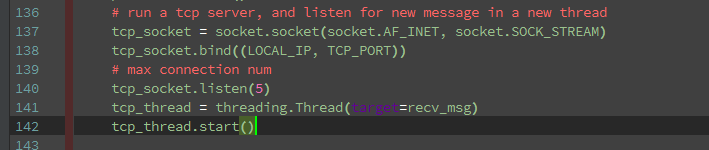 136 # run a tcp server, and listen for new message in a new thread
137 tcp_socket = socket.socket(socket.AF_INET, socket.SOCK_STREAM)
138 tcp_socket.bind((LOCAL_IP, TCP_PORT))
139 # max connection num
140 tcp_socket.listen(5)
141 tcp_thread = threading.Thread(target=recv_msg)
142 tcp_thread.start()
143